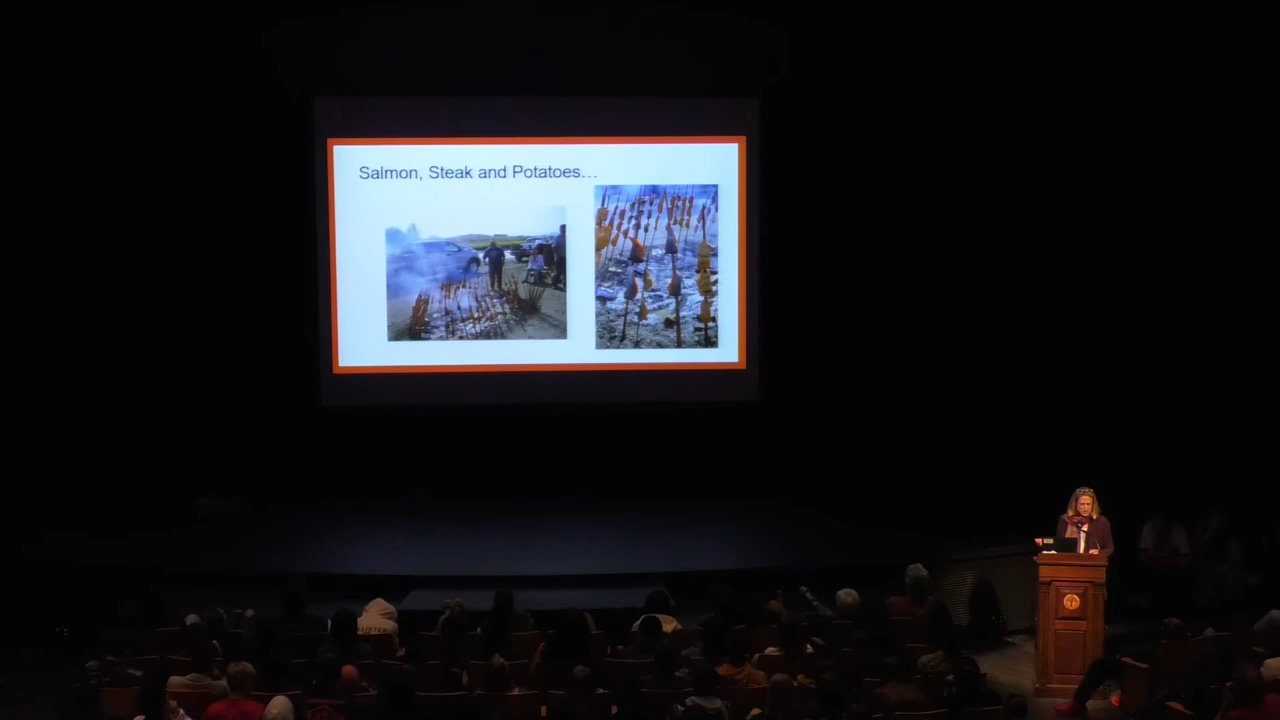 Salmon, Steak and Potatoes…